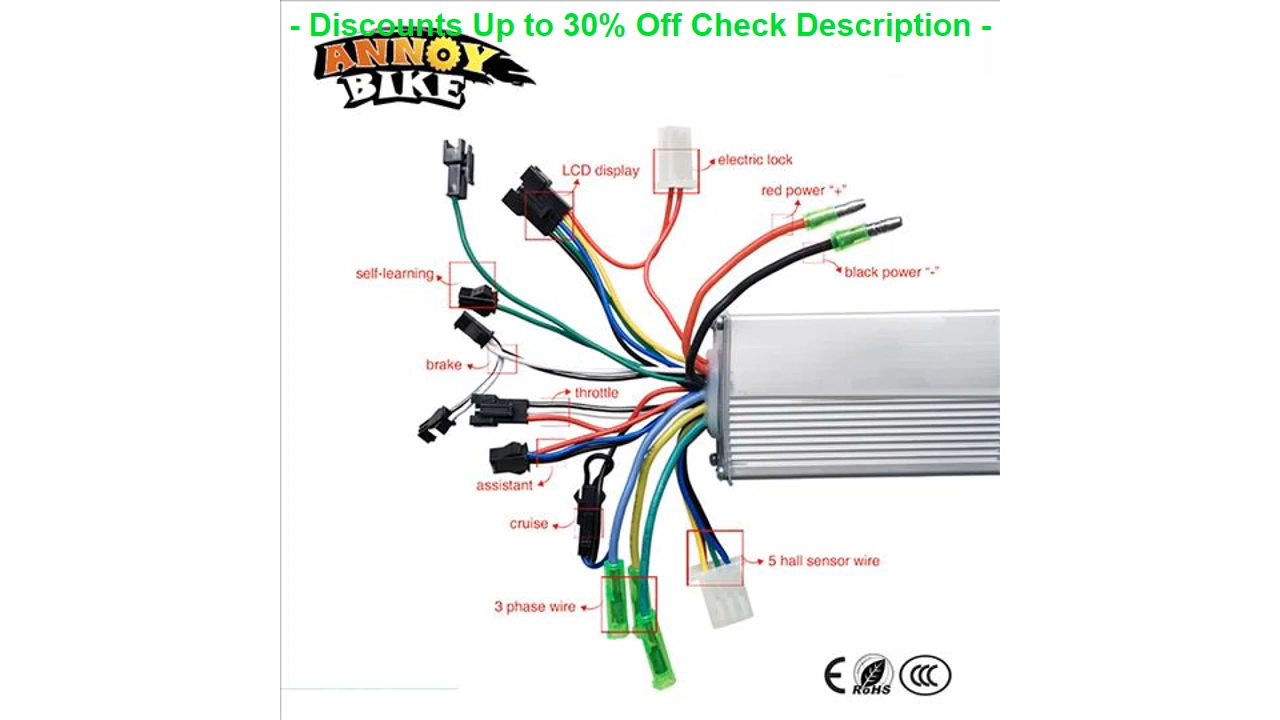 - Discounts Up to 30% Off Check Description -
ANNOY
BIKE
LCD display
electric lock
red power “+”
black power “-”
self-learning
brake
throttle
assistant
cruise
5 hall sensor wire
3 phase wire
CE RoHS CCC